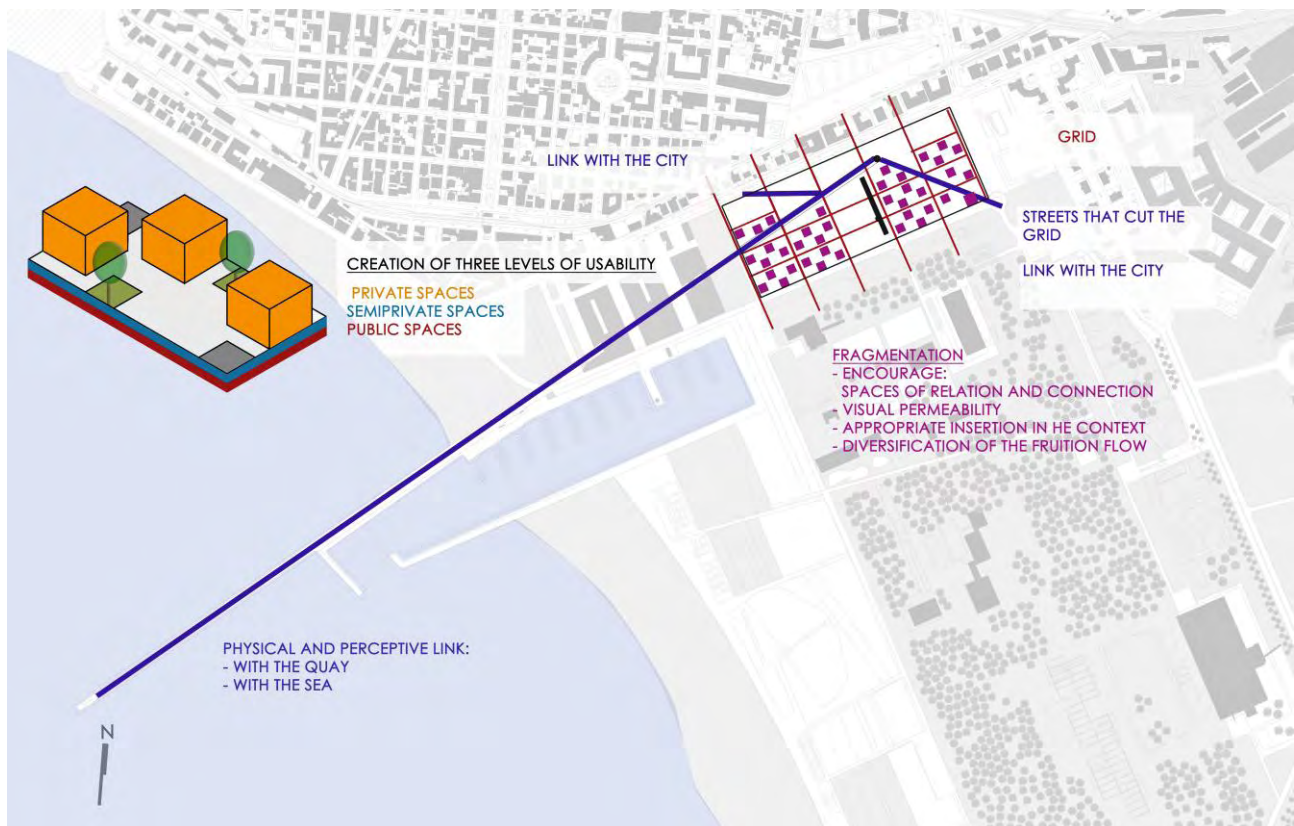 LINK WITH THE CITY
GRID
STREETS THAT CUT THE
GRID
LINK WITH THE CITY
CREATION OF THREE LEVELS OF USABILITY
PRIVATE SPACES
SEMIPRIVATE SPACES
PUBLIC SPACES
FRAGMENTATION
- ENCOURAGE:
SPACES OF RELATION AND CONNECTION
- VISUAL PERMEABILITY
- APPROPRIATE INSERTION IN HE CONTEXT
- DIVERSIFICATION OF THE FRUITION FLOW
PHYSICAL AND PERCEPTIVE LINK:
- WITH THE QUAY
- WITH THE SEA
N